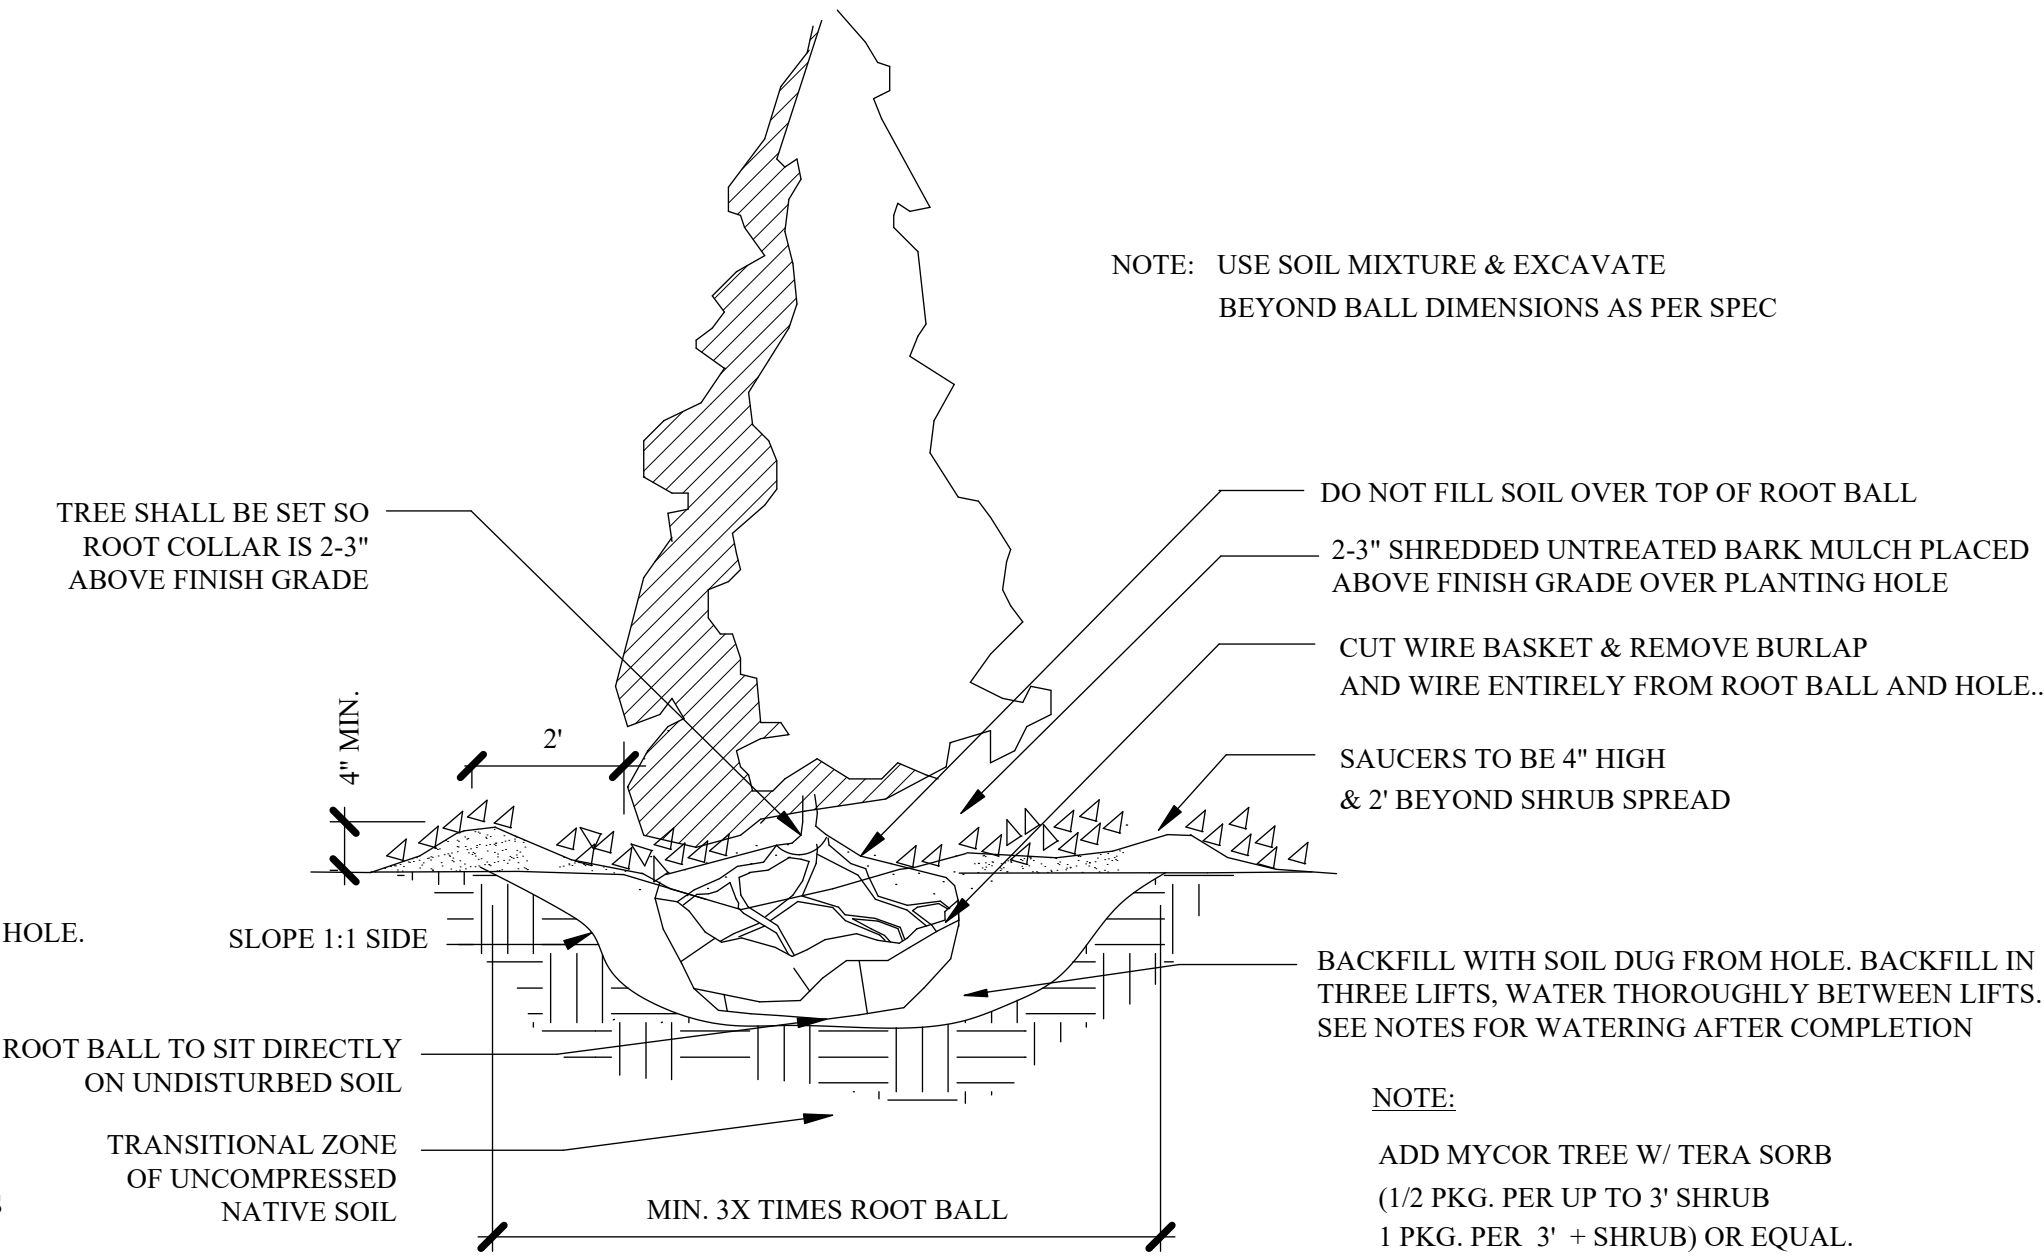 NOTE: USE SOIL MIXTURE & EXCAVATE
BEYOND BALL DIMENSIONS AS PER SPEC
TREE SHALL BE SET SO
ROOT COLLAR IS 2-3"
ABOVE FINISH GRADE
DO NOT FILL SOIL OVER TOP OF ROOT BALL
2-3" SHREDDED UNTREATED BARK MULCH PLACED
ABOVE FINISH GRADE OVER PLANTING HOLE
CUT WIRE BASKET & REMOVE BURLAP
AND WIRE ENTIRELY FROM ROOT BALL AND HOLE..
4" MIN.
2'
SAUCERS TO BE 4" HIGH
& 2' BEYOND SHRUB SPREAD
HOLE.
SLOPE 1:1 SIDE
BACKFILL WITH SOIL DUG FROM HOLE. BACKFILL IN
THREE LIFTS, WATER THOROUGHLY BETWEEN LIFTS.
SEE NOTES FOR WATERING AFTER COMPLETION
ROOT BALL TO SIT DIRECTLY
ON UNDISTURBED SOIL
TRANSITIONAL ZONE
OF UNCOMPRESSED
NATIVE SOIL
MIN. 3X TIMES ROOT BALL
NOTE:
ADD MYCOR TREE W/ TERA SORB
(1/2 PKG. PER UP TO 3' SHRUB
1 PKG. PER 3' + SHRUB) OR EQUAL.